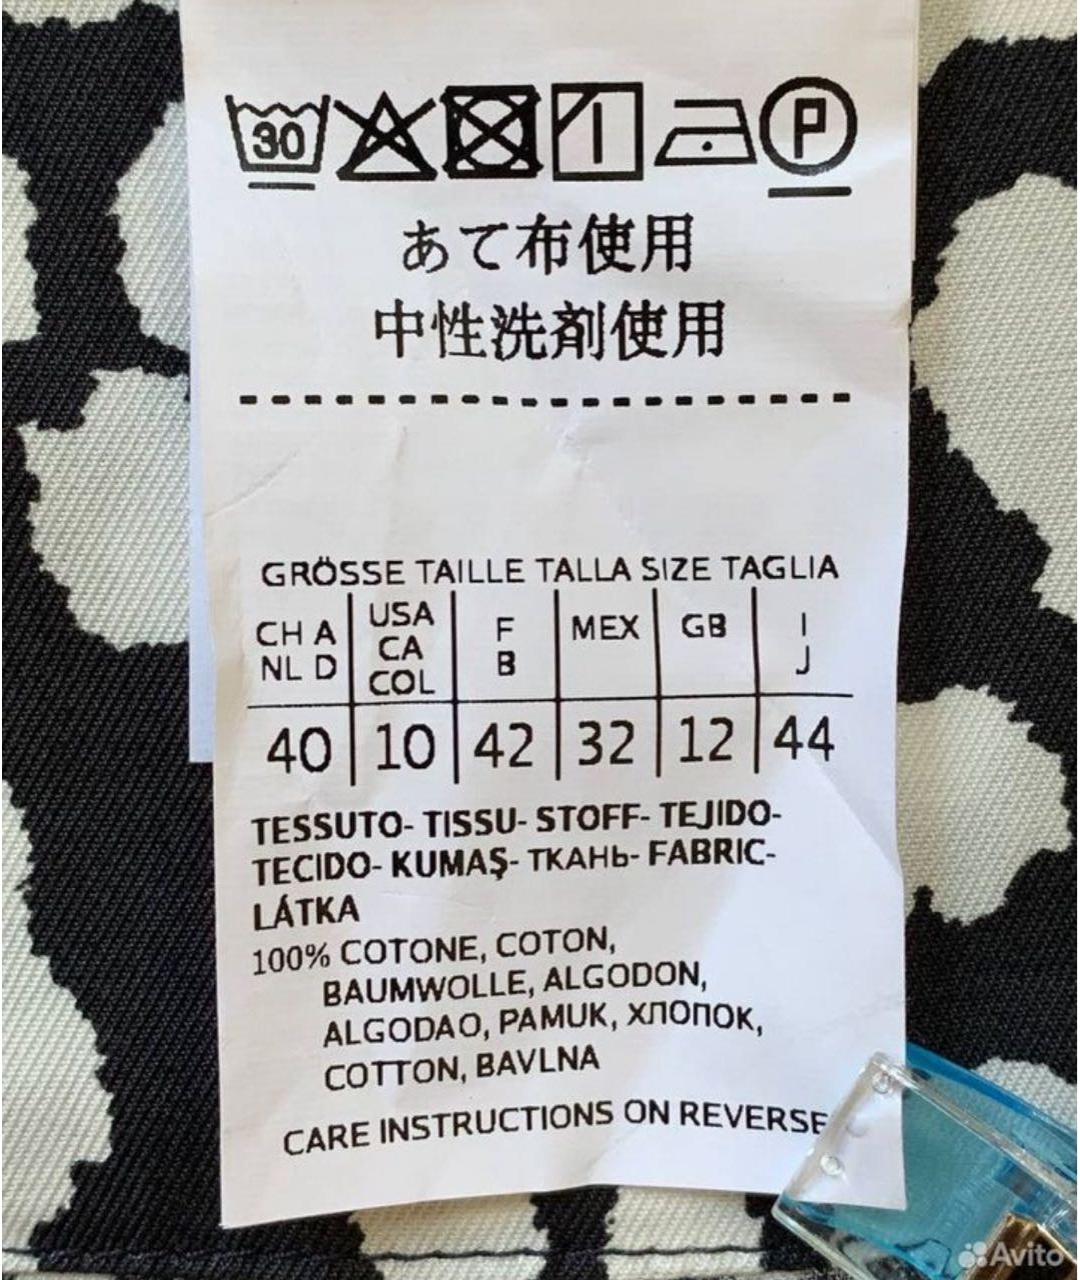 30 P
あて布使用
中性洗剤使用
GRÖSSE TAILLE TALLA SIZE TAGLIA
CH A NL D | USA CA COL | F B | MEX | GB | I J
40 | 10 | 42 | 32 | 12 | 44
TESSUTO- TISSU- STOFF- TEJIDO-
TECIDO- KUMAŞ- ТКАНЬ- FABRIC-
LÁTKA
100% COTONE, COTON,
BAUMWOLLE, ALGODON,
ALGODAO, PAMUK, ХЛОПОК,
COTTON, BAVLNA
CARE INSTRUCTIONS ON REVERSE
Avito